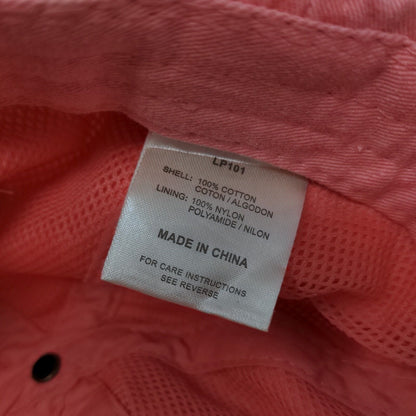 LP101
SHELL: 100% COTTON
COTON / ALGODON
LINING: 100% NYLON
POLYAMIDE / NILON
MADE IN CHINA
FOR CARE INSTRUCTIONS
SEE REVERSE